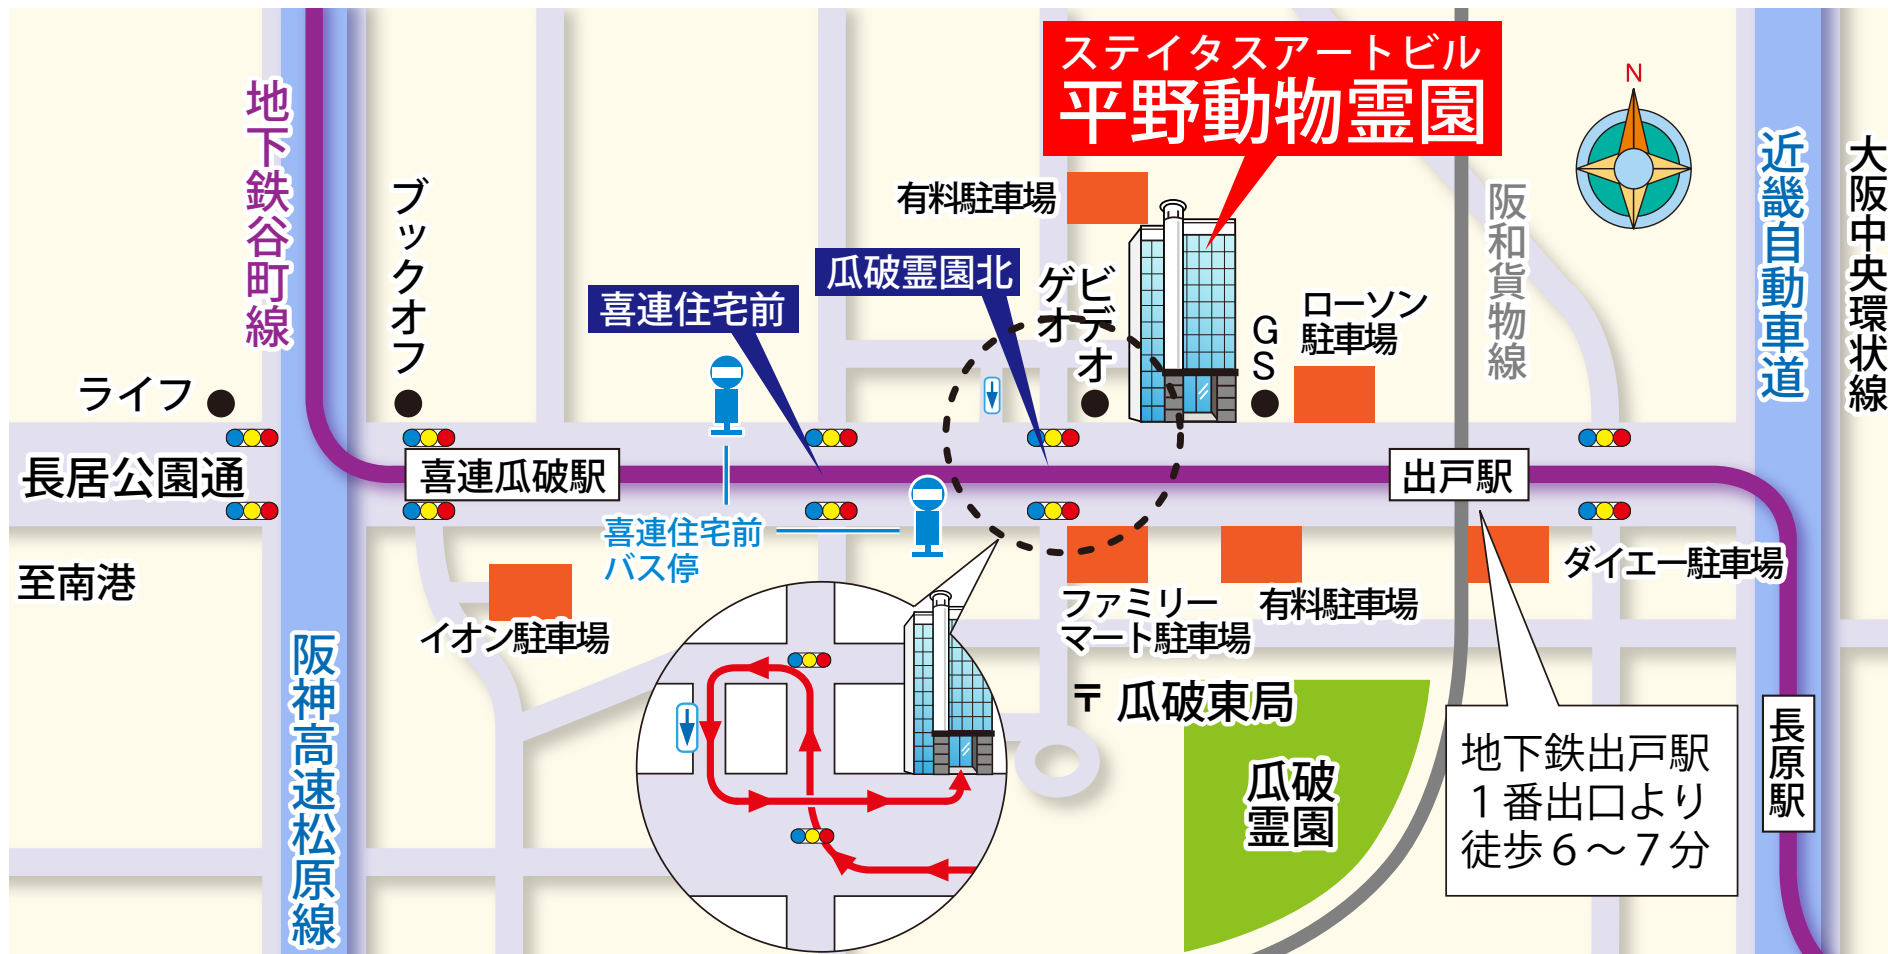 ステイタスアートビル
平野動物霊園
N
地下鉄谷町線
ブックオフ
有料駐車場
阪和貨物線
近畿自動車道
大阪中央環状線
瓜破霊園北
喜連住宅前
ビデオ
ゲオ
GS
ローソン
駐車場
ライフ
長居公園通
喜連瓜破駅
出戸駅
喜連住宅前
バス停
至南港
イオン駐車場
ファミリー
マート駐車場
有料駐車場
ダイエー駐車場
阪神高速松原線
〒 瓜破東局
瓜破
霊園
地下鉄出戸駅
1番出口より
徒歩6〜7分
長原駅